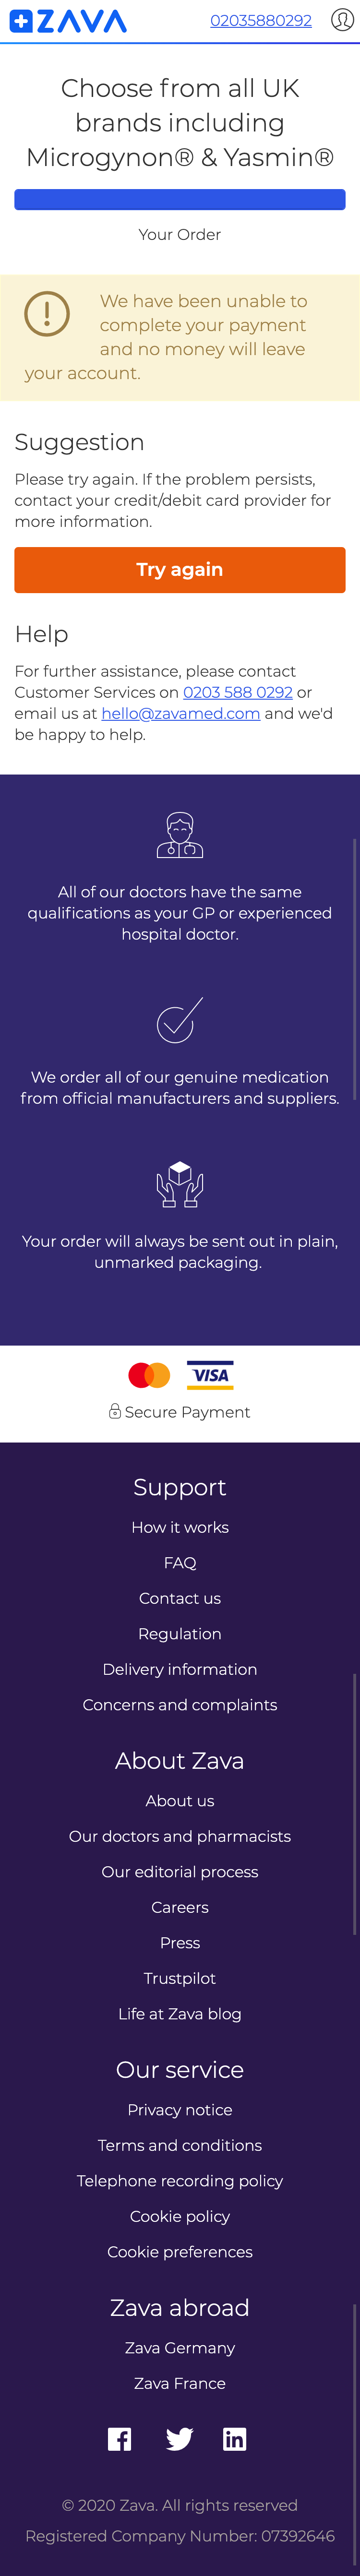 ZAVA
02035880292
Choose from all UK
brands including
Microgynon® & Yasmin®
Your Order
We have been unable to
complete your payment
and no money will leave
your account.
Suggestion
Please try again. If the problem persists,
contact your credit/debit card provider for
more information.
Try again
Help
For further assistance, please contact
Customer Services on 0203 588 0292 or
email us at hello@zavamed.com and we'd
be happy to help.
All of our doctors have the same
qualifications as your GP or experienced
hospital doctor.
We order all of our genuine medication
from official manufacturers and suppliers.
Your order will always be sent out in plain,
unmarked packaging.
VISA
Secure Payment
Support
How it works
FAQ
Contact us
Regulation
Delivery information
Concerns and complaints
About Zava
About us
Our doctors and pharmacists
Our editorial process
Careers
Press
Trustpilot
Life at Zava blog
Our service
Privacy notice
Terms and conditions
Telephone recording policy
Cookie policy
Cookie preferences
Zava abroad
Zava Germany
Zava France
© 2020 Zava. All rights reserved
Registered Company Number: 07392646